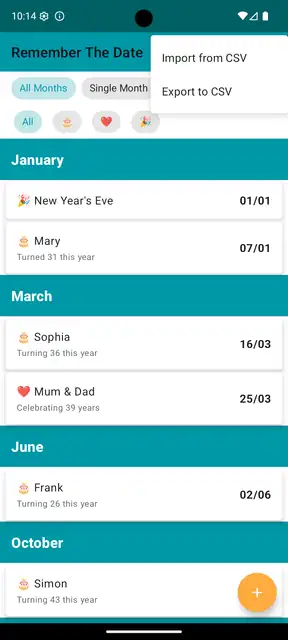 10:14
Remember The Date
Import from CSV
Export to CSV
All Months
Single Month
All
January
New Year's Eve
01/01
Mary
07/01
Turned 31 this year
March
Sophia
16/03
Turning 36 this year
Mum & Dad
25/03
Celebrating 39 years
June
Frank
02/06
Turning 26 this year
October
Simon
Turning 43 this year
+